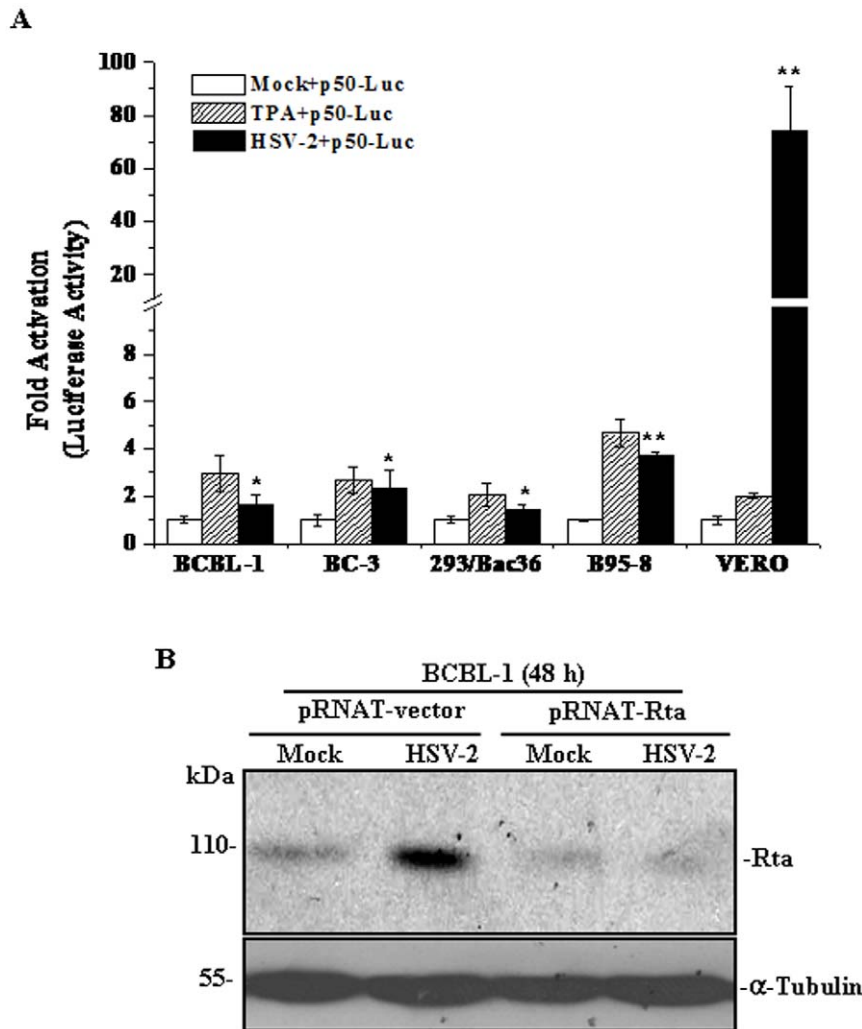 A
Fold Activation
(Luciferase Activity)
100
80
60
40
20
8
6
4
2
0
Mock+p50-Luc
TPA+p50-Luc
HSV-2+p50-Luc
*
*
*
**
**
BCBL-1 BC-3 293/Bac36 B95-8 VERO
B
BCBL-1 (48 h)
pRNAT-vector pRNAT-Rta
Mock HSV-2 Mock HSV-2
kDa
110- -Rta
55- -α-Tubulin